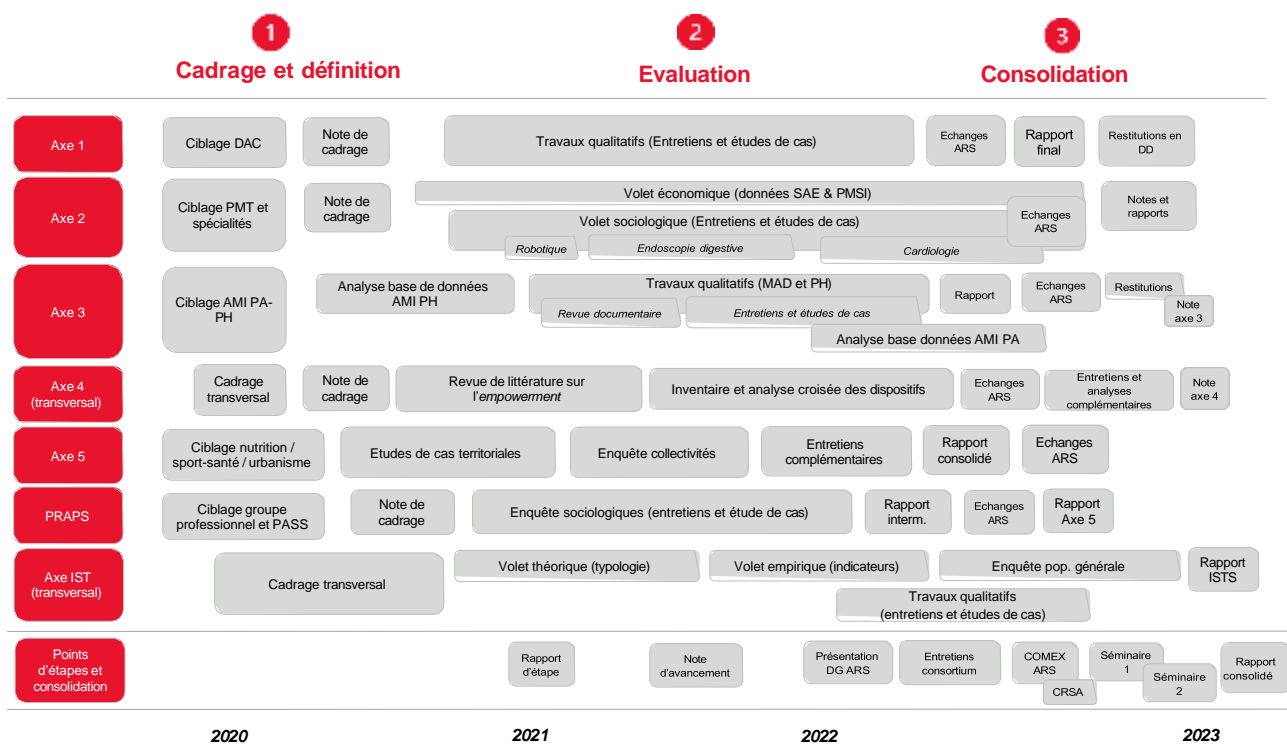 1
2
3
Cadrage et définition
Evaluation
Consolidation
Axe 1
Ciblage DAC
Note de
cadrage
Travaux qualitatifs (Entretiens et études de cas)
Echanges
ARS
Rapport
final
Restitutions en
DD
Axe 2
Ciblage PMT et
spécialités
Note de
cadrage
Volet économique (données SAE & PMSI)
Volet sociologique (Entretiens et études de cas)
Robotique
Endoscopie digestive
Cardiologie
Echanges
ARS
Notes et
rapports
Axe 3
Ciblage AMI PA-
PH
Analyse base de données
AMI PH
Travaux qualitatifs (MAD et PH)
Revue documentaire
Entretiens et études de cas
Analyse base données AMI PA
Rapport
Echanges
ARS
Restitutions
Note
axe 3
Axe 4
(transversal)
Cadrage
transversal
Note de
cadrage
Revue de littérature sur
l'empowerment
Inventaire et analyse croisée des dispositifs
Echanges
ARS
Entretiens et
analyses
complémentaires
Note
axe 4
Axe 5
Ciblage nutrition /
sport-santé / urbanisme
Etudes de cas territoriales
Enquête collectivités
Entretiens
complémentaires
Rapport
consolidé
Echanges
ARS
PRAPS
Ciblage groupe
professionnel et PASS
Note de
cadrage
Enquête sociologiques (entretiens et étude de cas)
Rapport
interm.
Echanges
ARS
Rapport
Axe 5
Axe IST
(transversal)
Cadrage transversal
Volet théorique (typologie)
Volet empirique (indicateurs)
Enquête pop. générale
Travaux qualitatifs
(entretiens et études de cas)
Rapport
ISTS
Points
d'étapes et
consolidation
Rapport
d'étape
Note
d'avancement
Présentation
DG ARS
Entretiens
consortium
COMEX
ARS
CRSA
Séminaire
1
Séminaire
2
Rapport
consolidé
2020
2021
2022
2023